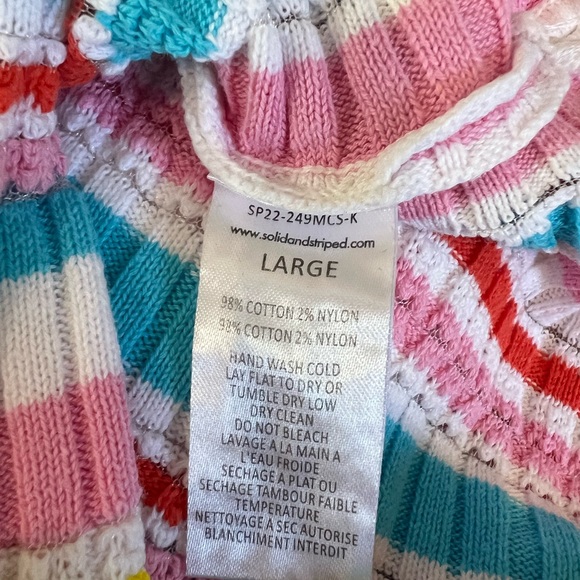 SP22-249MCS-K
www.solidandstriped.com
LARGE
98% COTTON 2% NYLON
98% COTTON 2% NYLON
HAND WASH COLD
LAY FLAT TO DRY OR
TUMBLE DRY LOW
DRY CLEAN
DO NOT BLEACH
LAVAGE A LA MAIN A
L'EAU FROIDE
SECHAGE A PLAT OU
SECHAGE TAMBOUR FAIBLE
TEMPERATURE
NETTOYAGE A SEC AUTORISE
BLANCHIMENT INTERDIT